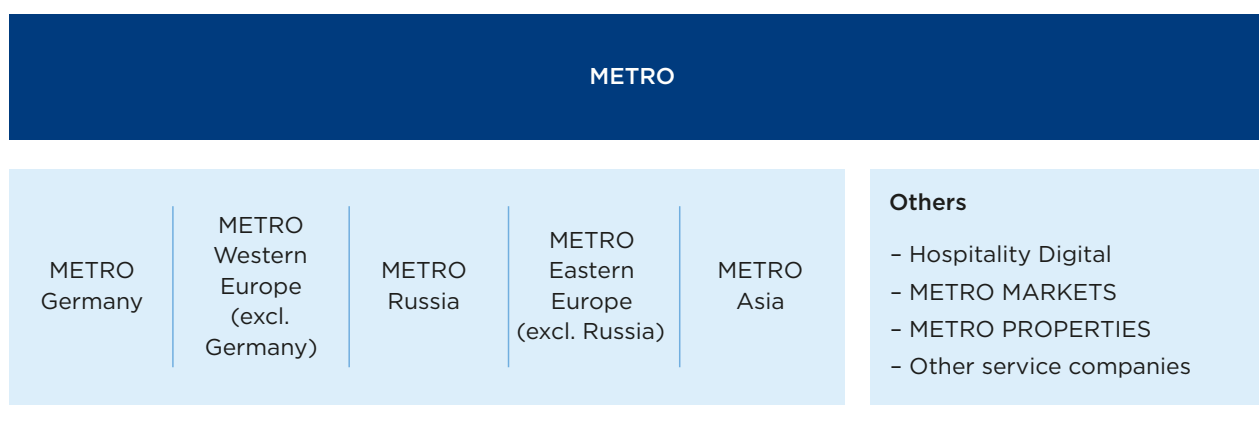 METRO
METRO
Germany
METRO
Western
Europe
(excl.
Germany)
METRO
Russia
METRO
Eastern
Europe
(excl. Russia)
METRO
Asia
Others
– Hospitality Digital
– METRO MARKETS
– METRO PROPERTIES
– Other service companies